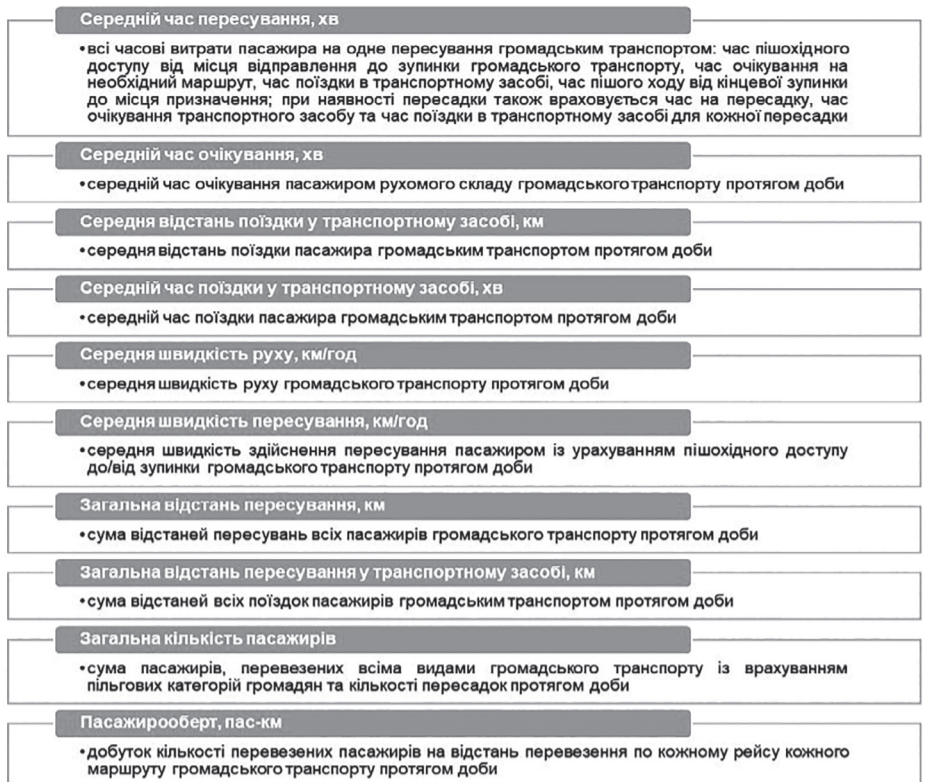 Середній час пересування, хв
•всі часові витрати пасажира на одне пересування громадським транспортом: час пішохідного
доступу від місця відправлення до зупинки громадського транспорту, час очікування на
необхідний маршрут, час поїздки в транспортному засобі, час пішого ходу від кінцевої зупинки
до місця призначення; при наявності пересадки також враховується час на пересадку, час
очікування транспортного засобу та час поїздки в транспортному засобі для кожної пересадки
Середній час очікування, хв
•середній час очікування пасажиром рухомого складу громадського транспорту протягом доби
Середня відстань поїздки у транспортному засобі, км
•середня відстань поїздки пасажира громадським транспортом протягом доби
Середній час поїздки у транспортному засобі, хв
•середній час поїздки пасажира громадським транспортом протягом доби
Середня швидкість руху, км/год
•середня швидкість руху громадського транспорту протягом доби
Середня швидкість пересування, км/год
•середня швидкість здійснення пересування пасажиром із урахуванням пішохідного доступу
до/від зупинки громадського транспорту протягом доби
Загальна відстань пересування, км
•сума відстаней пересувань всіх пасажирів громадського транспорту протягом доби
Загальна відстань пересування у транспортному засобі, км
•сума відстаней всіх поїздок пасажирів громадським транспортом протягом доби
Загальна кількість пасажирів
•сума пасажирів, перевезених всіма видами громадського транспорту із врахуванням
пільгових категорій громадян та кількості пересадок протягом доби
Пасажирооберт, пас-км
•добуток кількості перевезених пасажирів на відстань перевезення по кожному рейсу кожного
маршруту громадського транспорту протягом доби